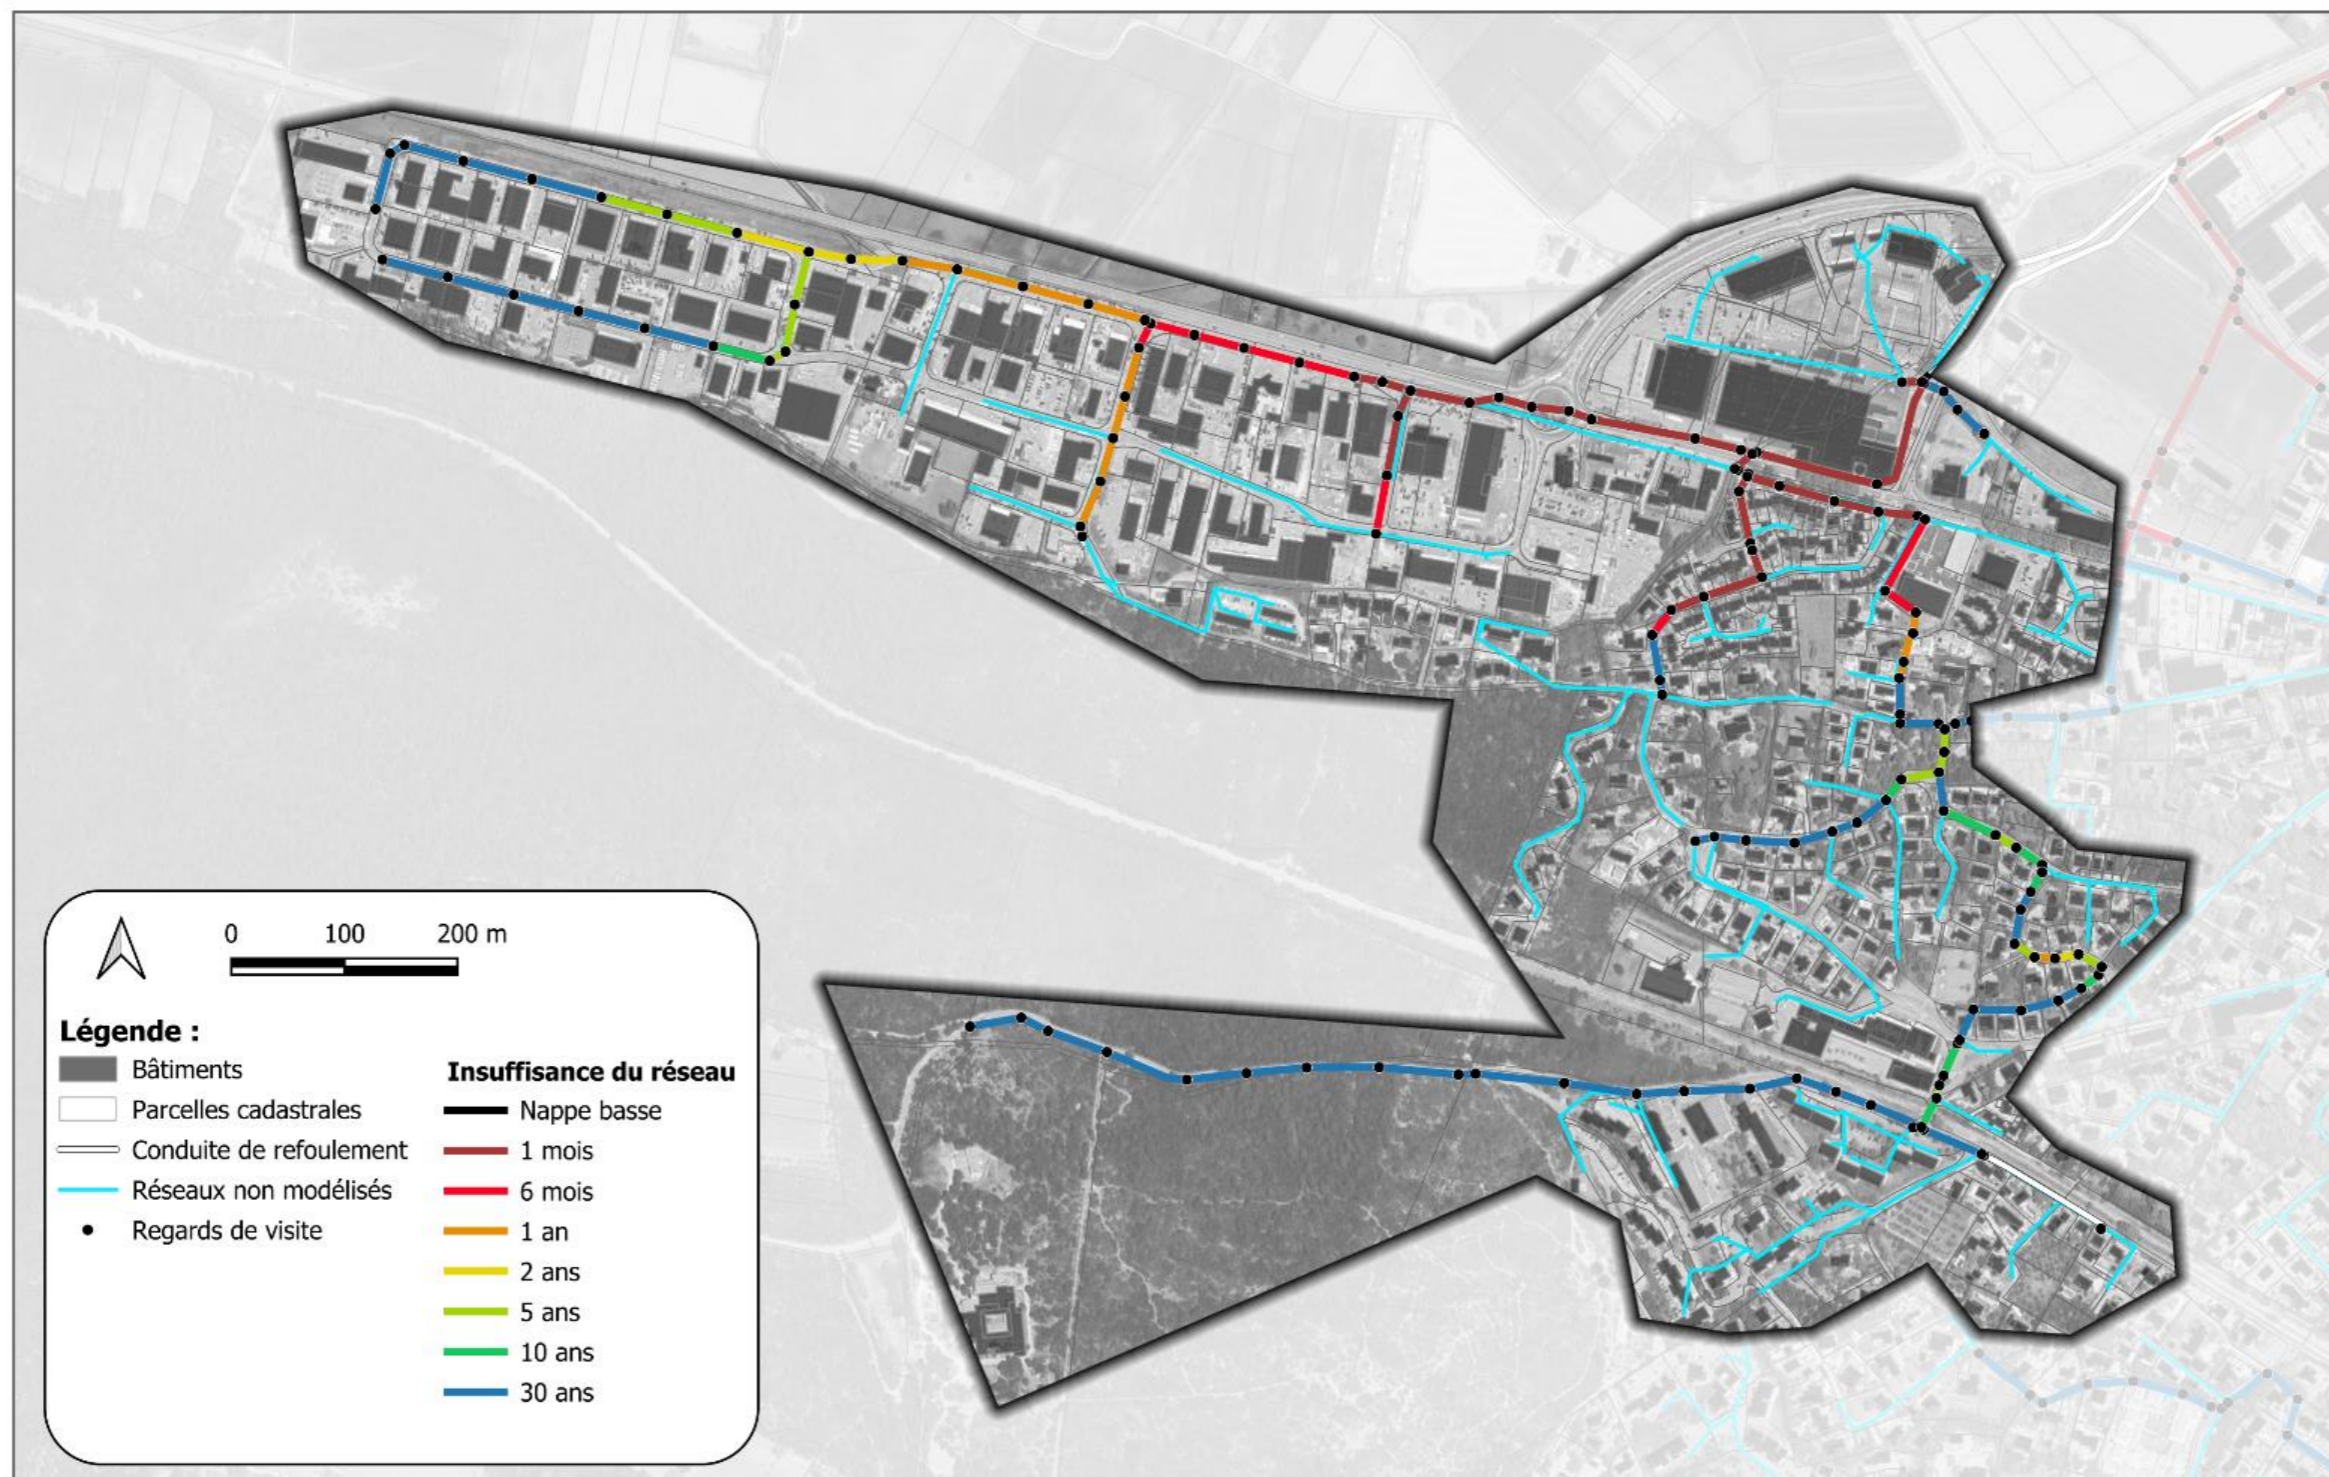 0 100 200 m
Légende :
Bâtiments
Parcelles cadastrales
Conduite de refoulement
Réseaux non modélisés
Regards de visite
Insuffisance du réseau
Nappe basse
1 mois
6 mois
1 an
2 ans
5 ans
10 ans
30 ans